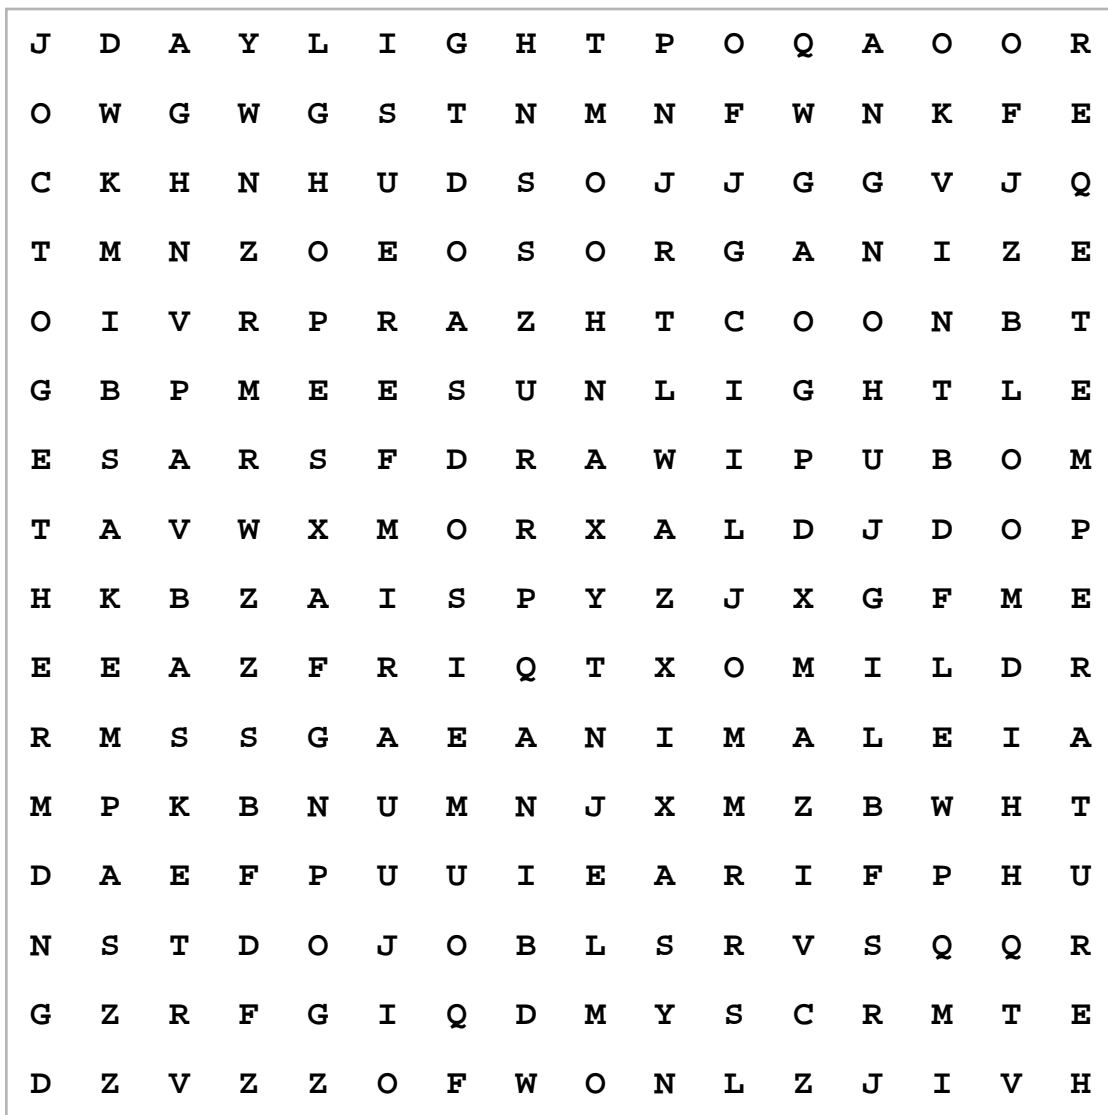 J D A Y L I G H T P O Q A O O R
O W G W G S T N M N F W N K F E
C K H N H U D S O J J G G V J Q
T M N Z O E O S O R G A N I Z E
O I V R P R A Z H T C O O N B T
G B P M E E S U N L I G H T L E
E S A R S F D R A W I P U B O M
T A V W X M O R X A L D J D O P
H K B Z A I S P Y Z J X G F M E
E E A Z F R I Q T X O M I L D R
R M S S G A E A N I M A L E I A
M P K B N U M N J X M Z B W H T
D A E F P U U I E A R I F P H U
N S T D O J O B L S R V S Q Q R
G Z R F G I Q D M Y S C R M T E
D Z V Z Z O F W O N L Z J I V H